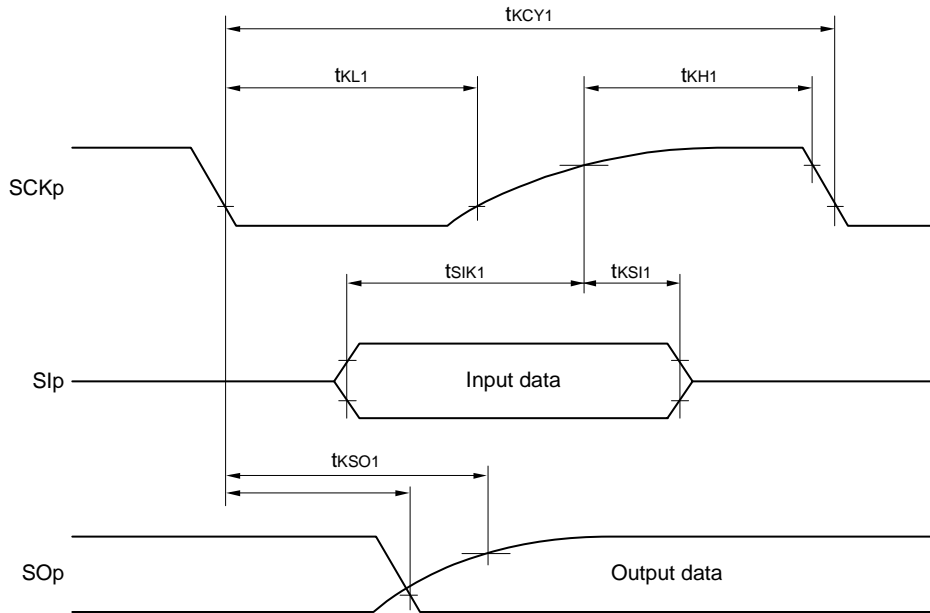 tKCY1
tKL1
tKH1
SCKp
tSIK1
tKSI1
SIp
Input data
tKSO1
SOp
Output data